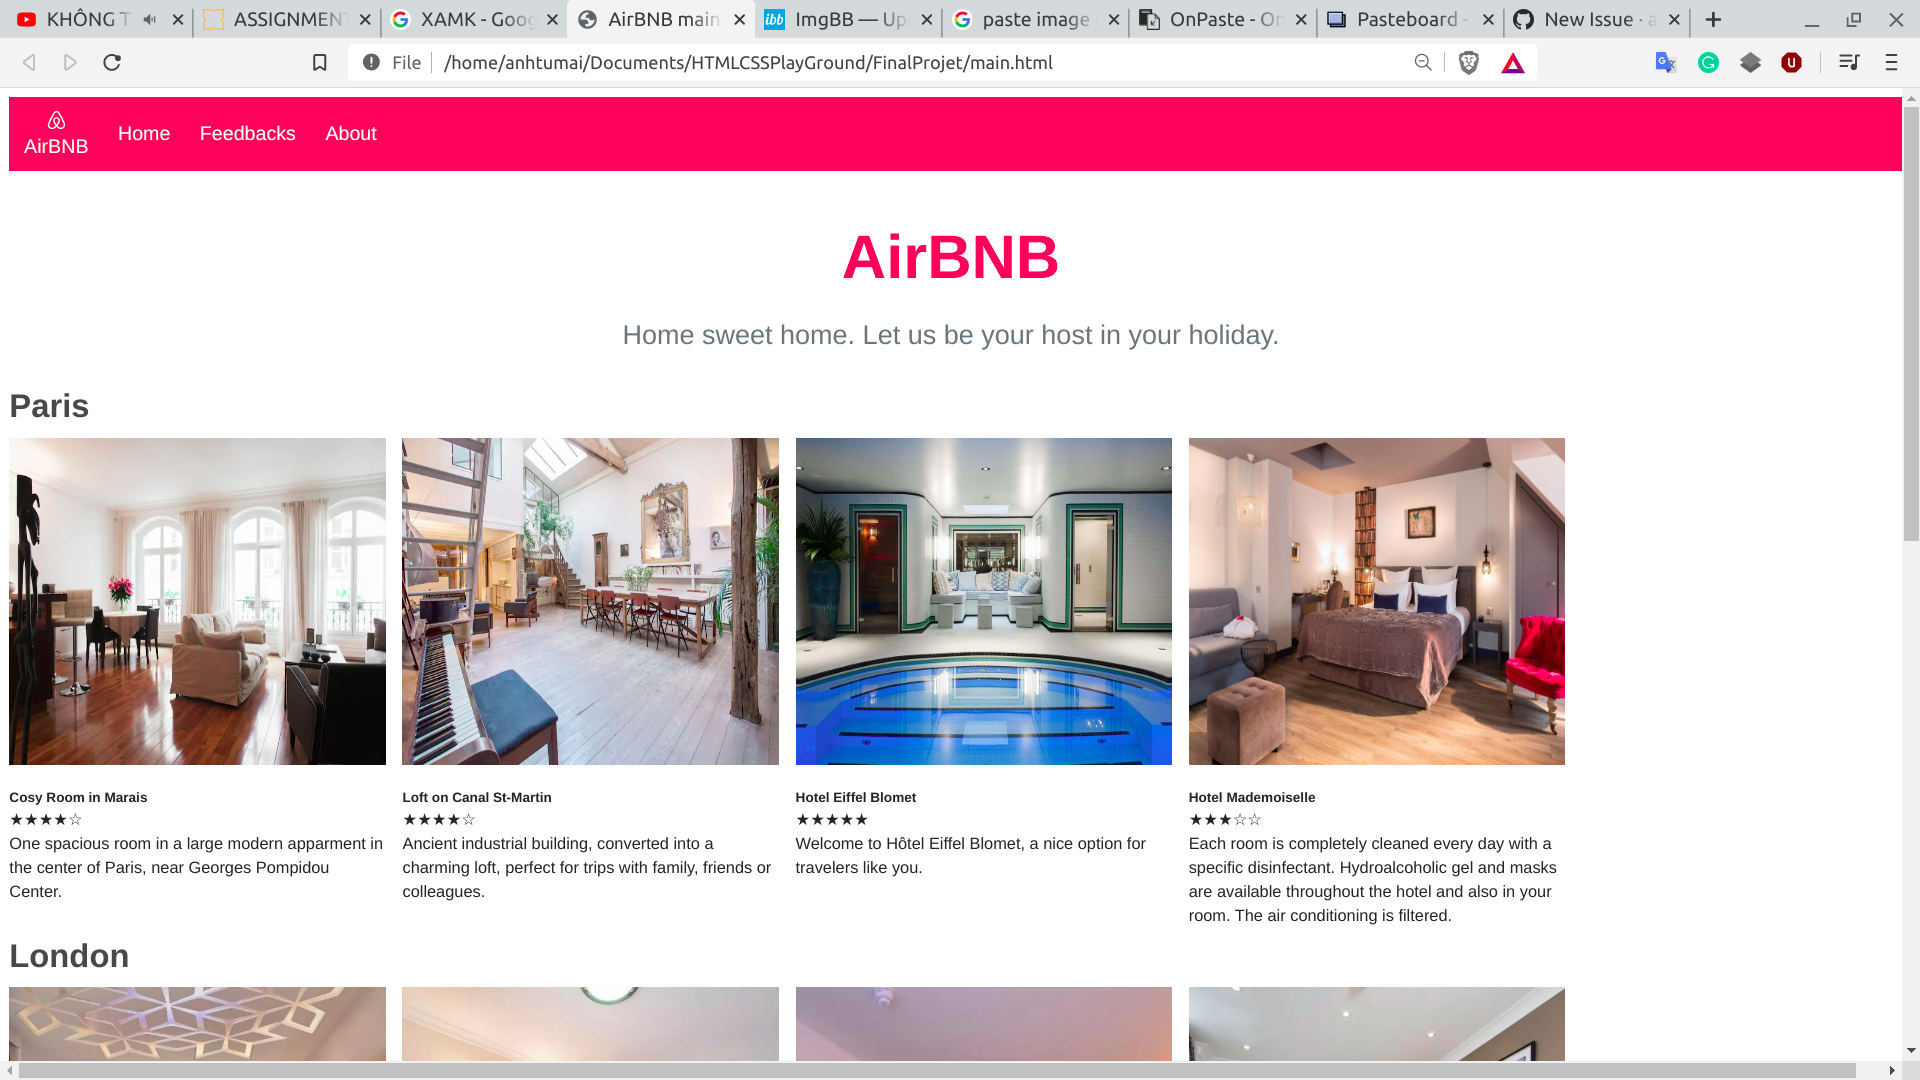 KHÔNG T
ASSIGNMEN
XAMK - Goog
AirBNB main
ibb
ImgBB — Up
paste image
OnPaste - On
Pasteboard -
New Issue · a
File
/home/anhtumai/Documents/HTMLCSSPlayGround/FinalProjet/main.html
AirBNB
Home
Feedbacks
About
AirBNB
Home sweet home. Let us be your host in your holiday.
Paris
Cosy Room in Marais
★★★★☆
One spacious room in a large modern apparment in
the center of Paris, near Georges Pompidou
Center.
Loft on Canal St-Martin
★★★★☆
Ancient industrial building, converted into a
charming loft, perfect for trips with family, friends or
colleagues.
Hotel Eiffel Blomet
★★★★★
Welcome to Hôtel Eiffel Blomet, a nice option for
travelers like you.
Hotel Mademoiselle
★★★☆☆
Each room is completely cleaned every day with a
specific disinfectant. Hydroalcoholic gel and masks
are available throughout the hotel and also in your
room. The air conditioning is filtered.
London